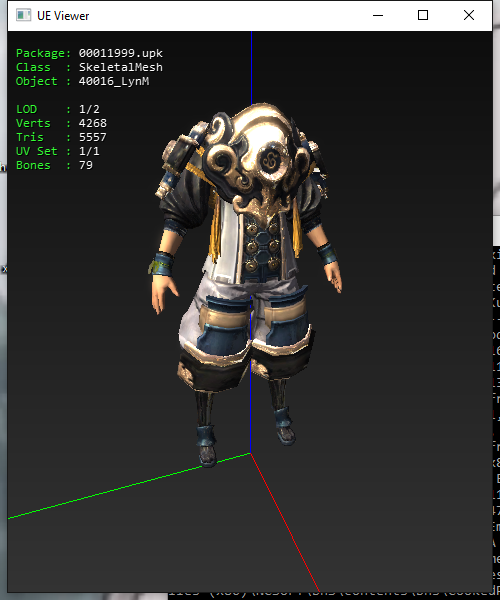 UE Viewer
Package: 00011999.upk
Class : SkeletalMesh
Object : 40016_LynM
LOD : 1/2
Verts : 4268
Tris : 5557
UV Set : 1/1
Bones : 79